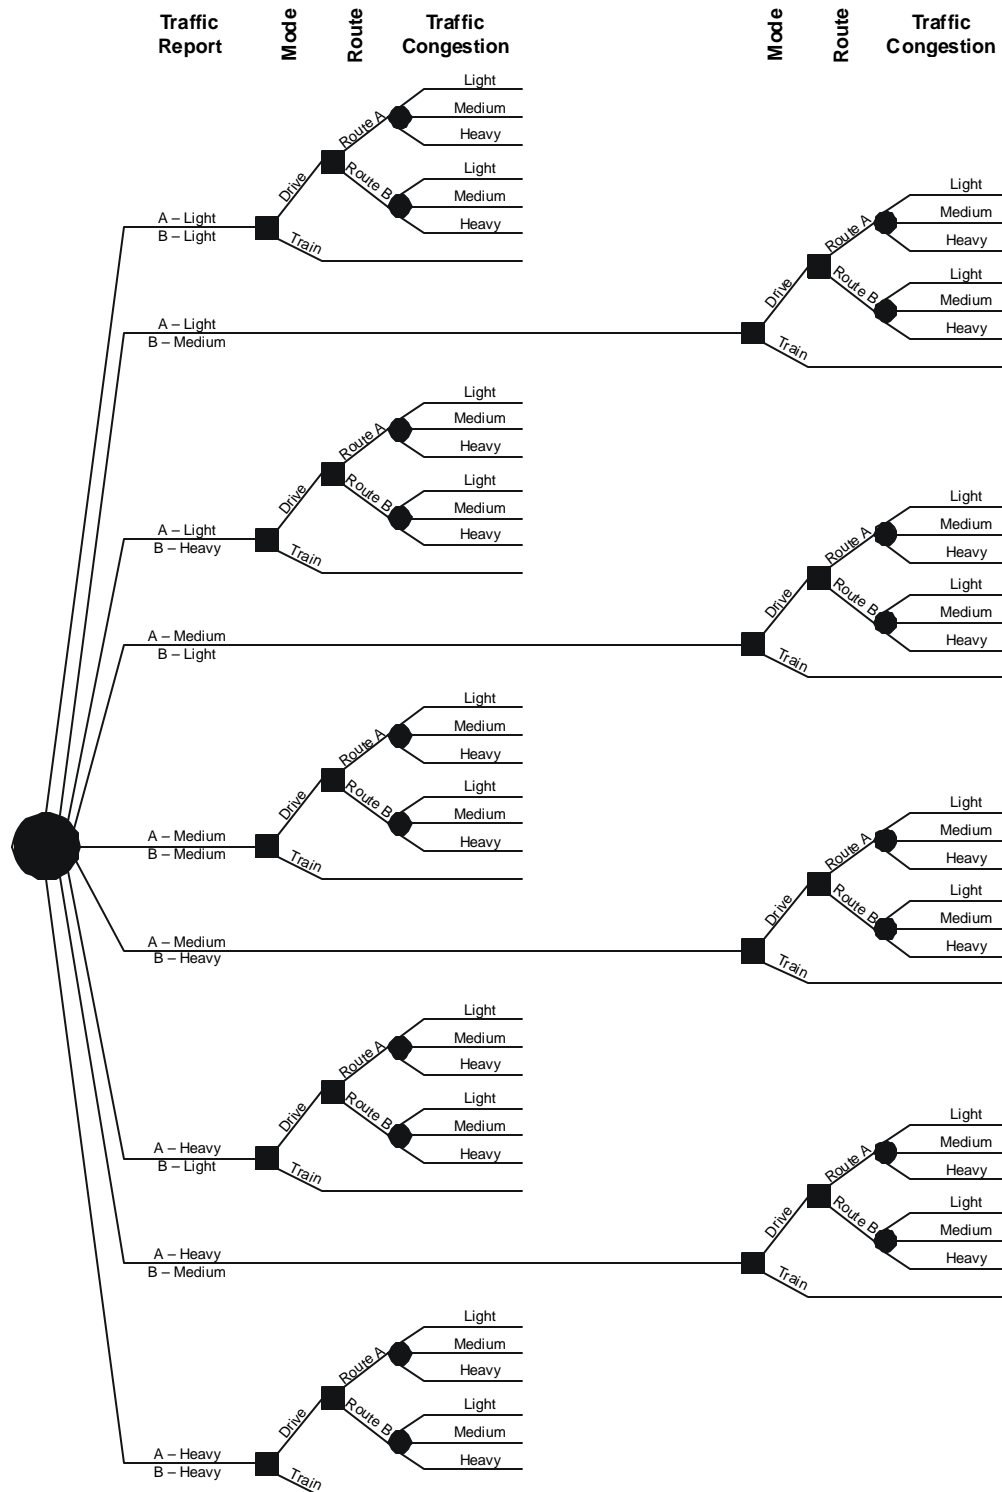 Traffic
Report
Mode
Route
Traffic
Congestion
Mode
Route
Traffic
Congestion
A – Light
B – Light
Drive
Train
Route A
Route B
Light
Medium
Heavy
Light
Medium
Heavy
A – Light
B – Medium
Drive
Train
Route A
Route B
Light
Medium
Heavy
Light
Medium
Heavy
A – Light
B – Heavy
Drive
Train
Route A
Route B
Light
Medium
Heavy
Light
Medium
Heavy
A – Medium
B – Light
Drive
Train
Route A
Route B
Light
Medium
Heavy
Light
Medium
Heavy
A – Medium
B – Medium
Drive
Train
Route A
Route B
Light
Medium
Heavy
Light
Medium
Heavy
A – Medium
B – Heavy
Drive
Train
Route A
Route B
Light
Medium
Heavy
Light
Medium
Heavy
A – Heavy
B – Light
Drive
Train
Route A
Route B
Light
Medium
Heavy
Light
Medium
Heavy
A – Heavy
B – Medium
Drive
Train
Route A
Route B
Light
Medium
Heavy
Light
Medium
Heavy
A – Heavy
B – Heavy
Drive
Train
Route A
Route B
Light
Medium
Heavy
Light
Medium
Heavy